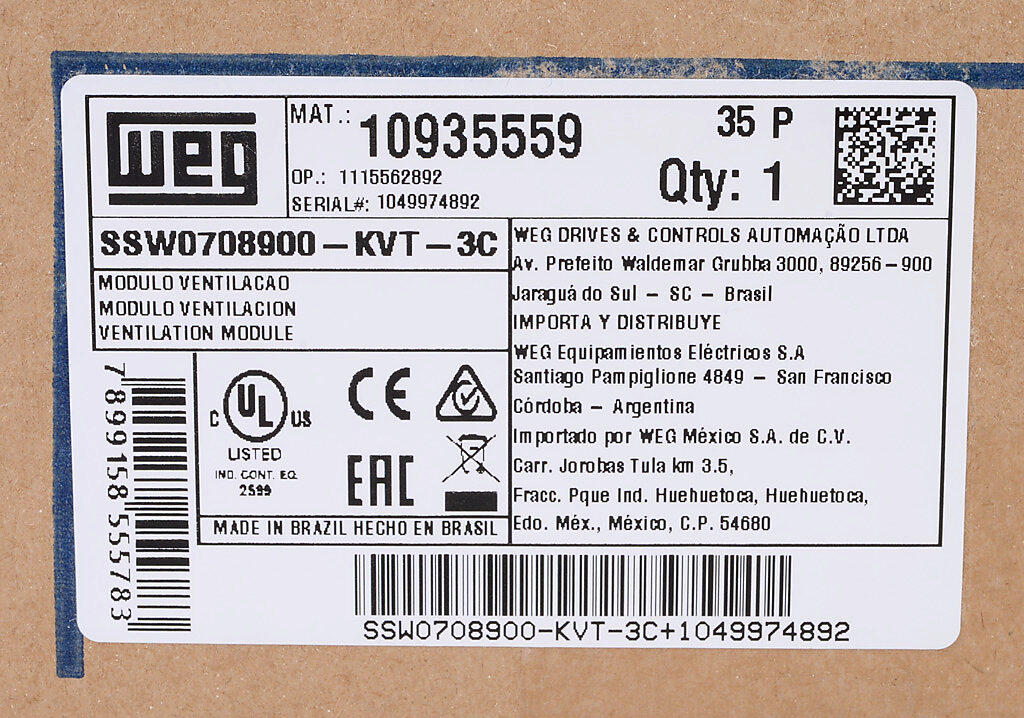 weg
MAT.: 10935559
35 P
OP.: 1115562892
Qty: 1
SERIAL#: 1049974892
SSW0708900-KVT-3C
MODULO VENTILACAO
MODULO VENTILACION
VENTILATION MODULE
WEG DRIVES & CONTROLS AUTOMAÇÃO LTDA
Av. Prefeito Waldemar Grubba 3000, 89256-900
Jaraguá do Sul - SC - Brasil
IMPORTA Y DISTRIBUYE
WEG Equipamientos Eléctricos S.A
Santiago Pampiglione 4849 - San Francisco
Córdoba - Argentina
Importado por WEG México S.A. de C.V.
Carr. Jorobas Tula km 3.5,
Fracc. Pque Ind. Huehuetoca, Huehuetoca,
Edo. Méx., México, C.P. 54680
C UL US
LISTED
IND. CONT. EQ.
2S99
CE
EAC
MADE IN BRAZIL HECHO EN BRASIL
7899158555783
SSW0708900-KVT-3C+1049974892